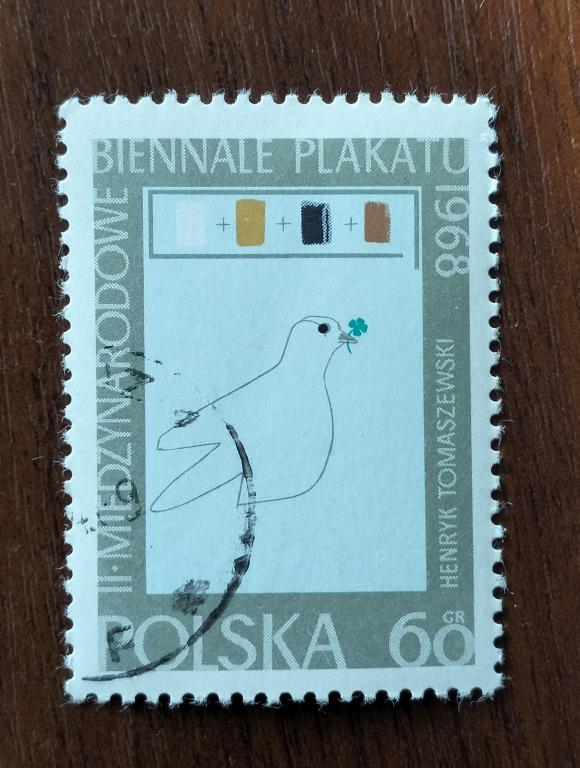 II·MIĘDZYNARODOWE
BIENNALE PLAKATU
1968
HENRYK TOMASZEWSKI
POLSKA 60 GR